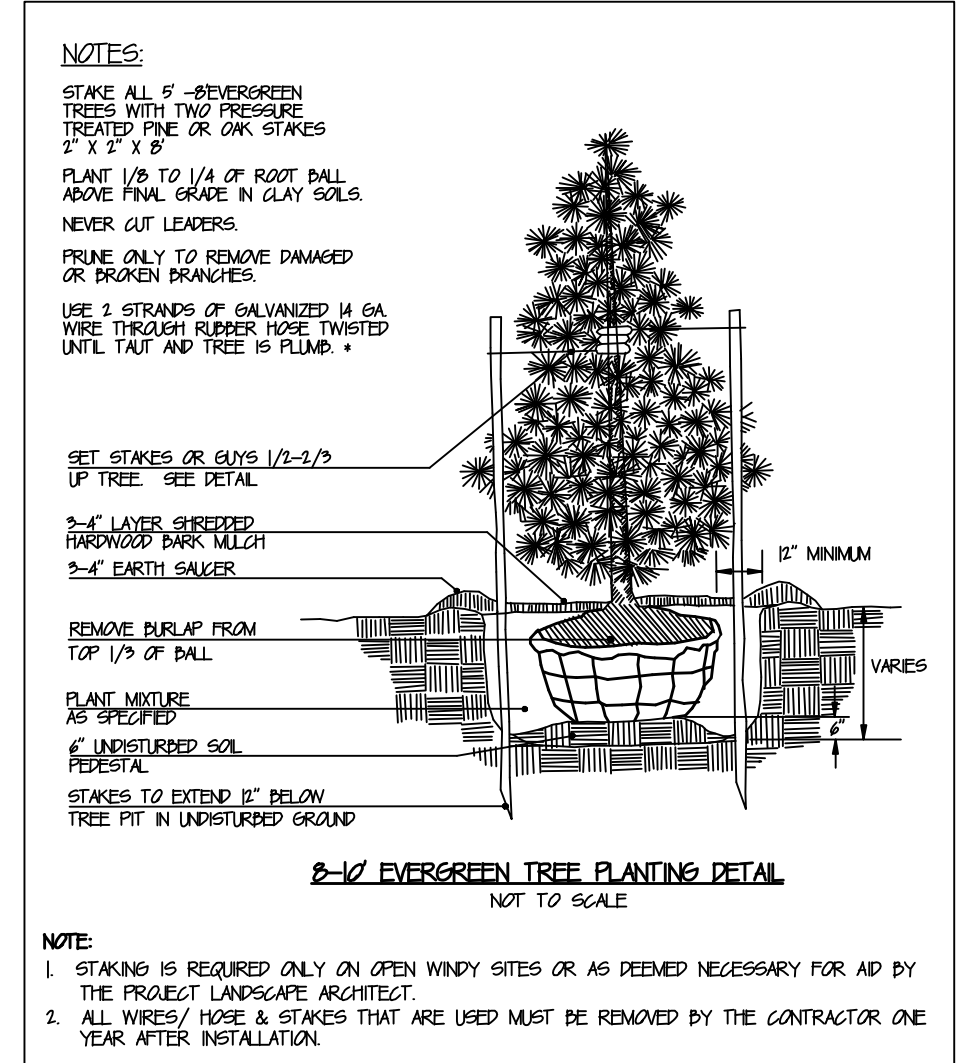 NOTES:
STAKE ALL 5' -8'EVERGREEN
TREES WITH TWO PRESSURE
TREATED PINE OR OAK STAKES
2" X 2" X 8'
PLANT 1/8 TO 1/4 OF ROOT BALL
ABOVE FINAL GRADE IN CLAY SOILS.
NEVER CUT LEADERS.
PRUNE ONLY TO REMOVE DAMAGED
OR BROKEN BRANCHES.
USE 2 STRANDS OF GALVANIZED 14 GA.
WIRE THROUGH RUBBER HOSE TWISTED
UNTIL TAUT AND TREE IS PLUMB. *
SET STAKES OR GUYS 1/2-2/3
UP TREE. SEE DETAIL
3-4" LAYER SHREDDED
HARDWOOD BARK MULCH
12" MINIMUM
3-4" EARTH SAUCER
REMOVE BURLAP FROM
TOP 1/3 OF BALL
VARIES
PLANT MIXTURE
AS SPECIFIED
6"
6" UNDISTURBED SOIL
PEDESTAL
STAKES TO EXTEND 12" BELOW
TREE PIT IN UNDISTURBED GROUND
8-10' EVERGREEN TREE PLANTING DETAIL
NOT TO SCALE
NOTE:
1. STAKING IS REQUIRED ONLY ON OPEN WINDY SITES OR AS DEEMED NECESSARY FOR AID BY
THE PROJECT LANDSCAPE ARCHITECT.
2. ALL WIRES/ HOSE & STAKES THAT ARE USED MUST BE REMOVED BY THE CONTRACTOR ONE
YEAR AFTER INSTALLATION.